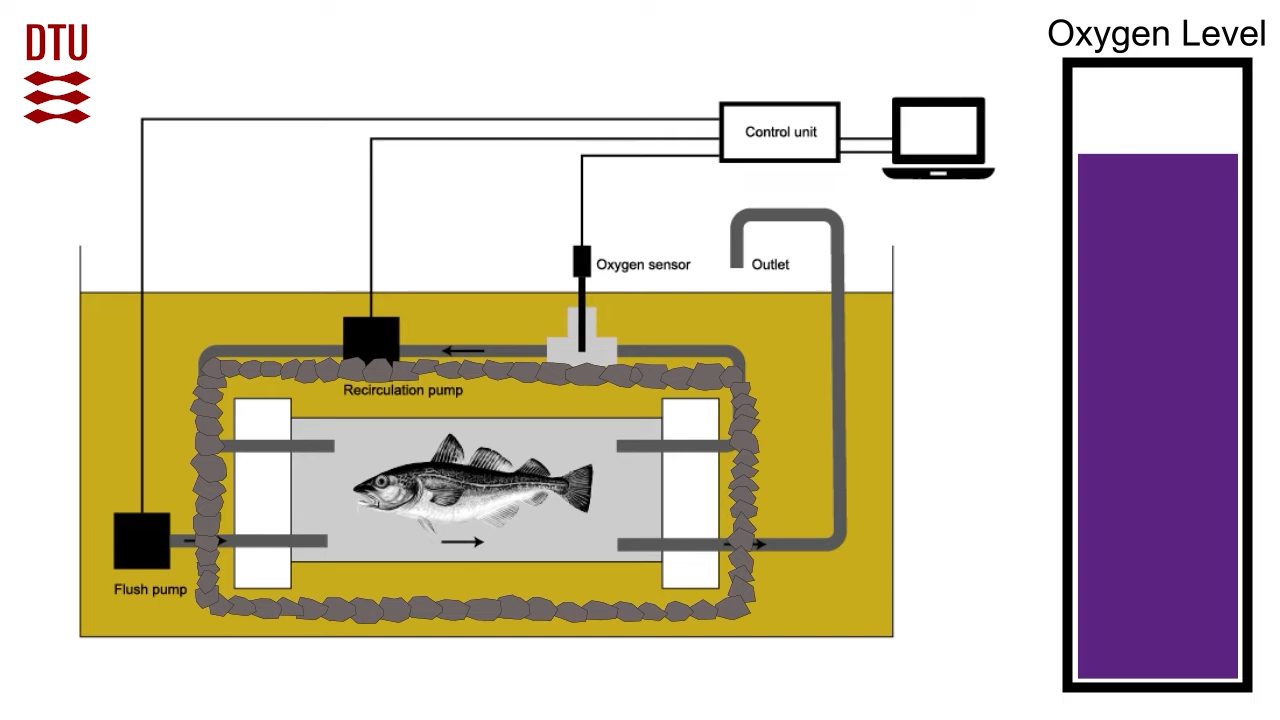 DTU
Oxygen Level
Control unit
Oxygen sensor
Outlet
Recirculation pump
Flush pump